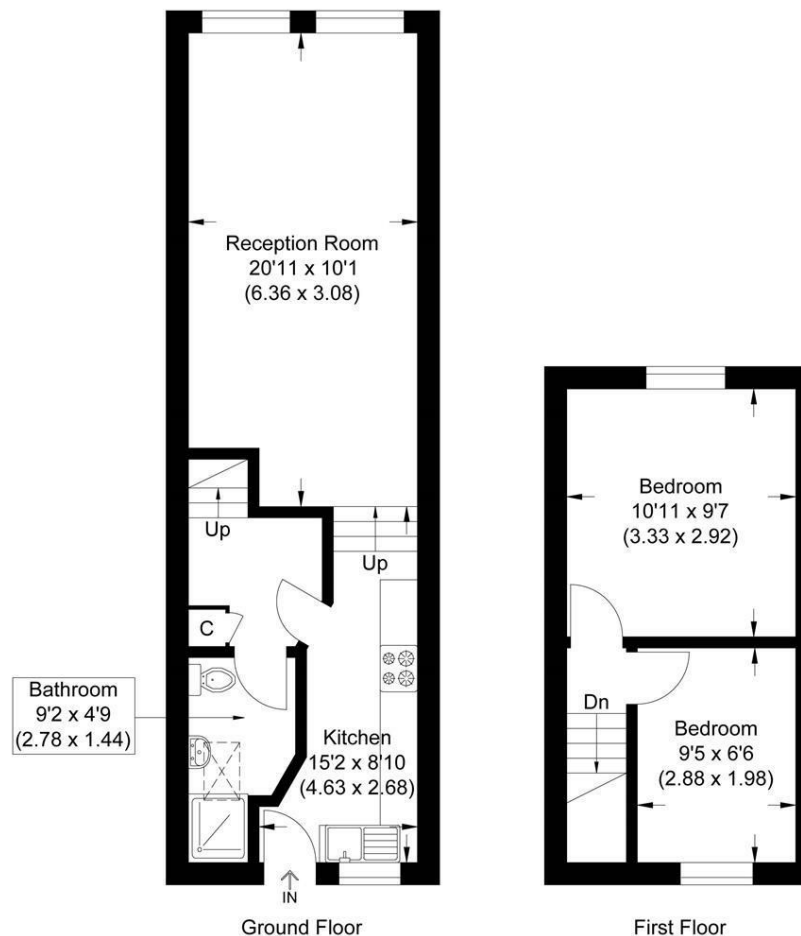 Reception Room
20'11 x 10'1
(6.36 x 3.08)
Up
Up
C
Bathroom
9'2 x 4'9
(2.78 x 1.44)
Kitchen
15'2 x 8'10
(4.63 x 2.68)
IN
Ground Floor
Bedroom
10'11 x 9'7
(3.33 x 2.92)
Dn
Bedroom
9'5 x 6'6
(2.88 x 1.98)
First Floor